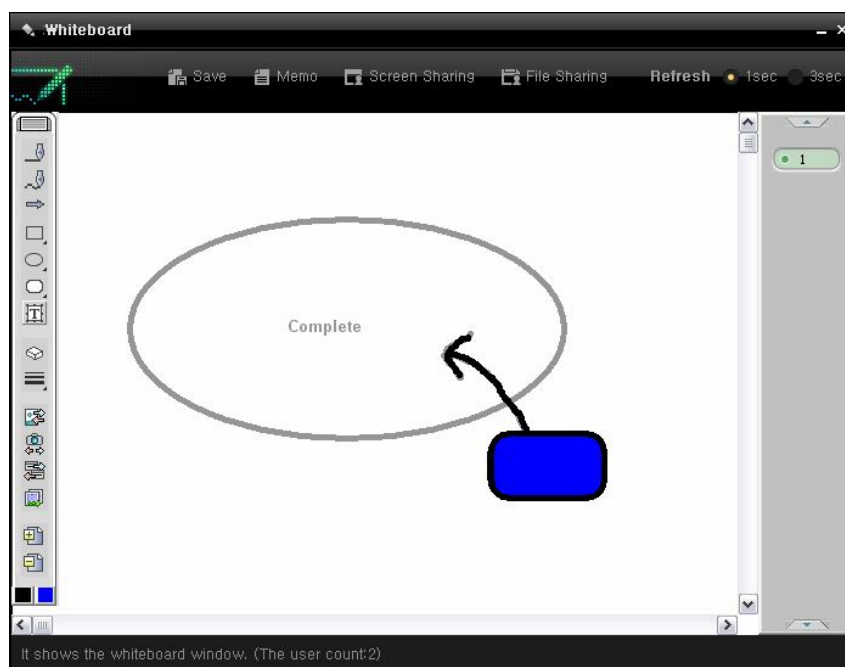 Whiteboard
Save Memo Screen Sharing File Sharing Refresh 1sec 3sec
1
T
Complete
It shows the whiteboard window. (The user count:2)